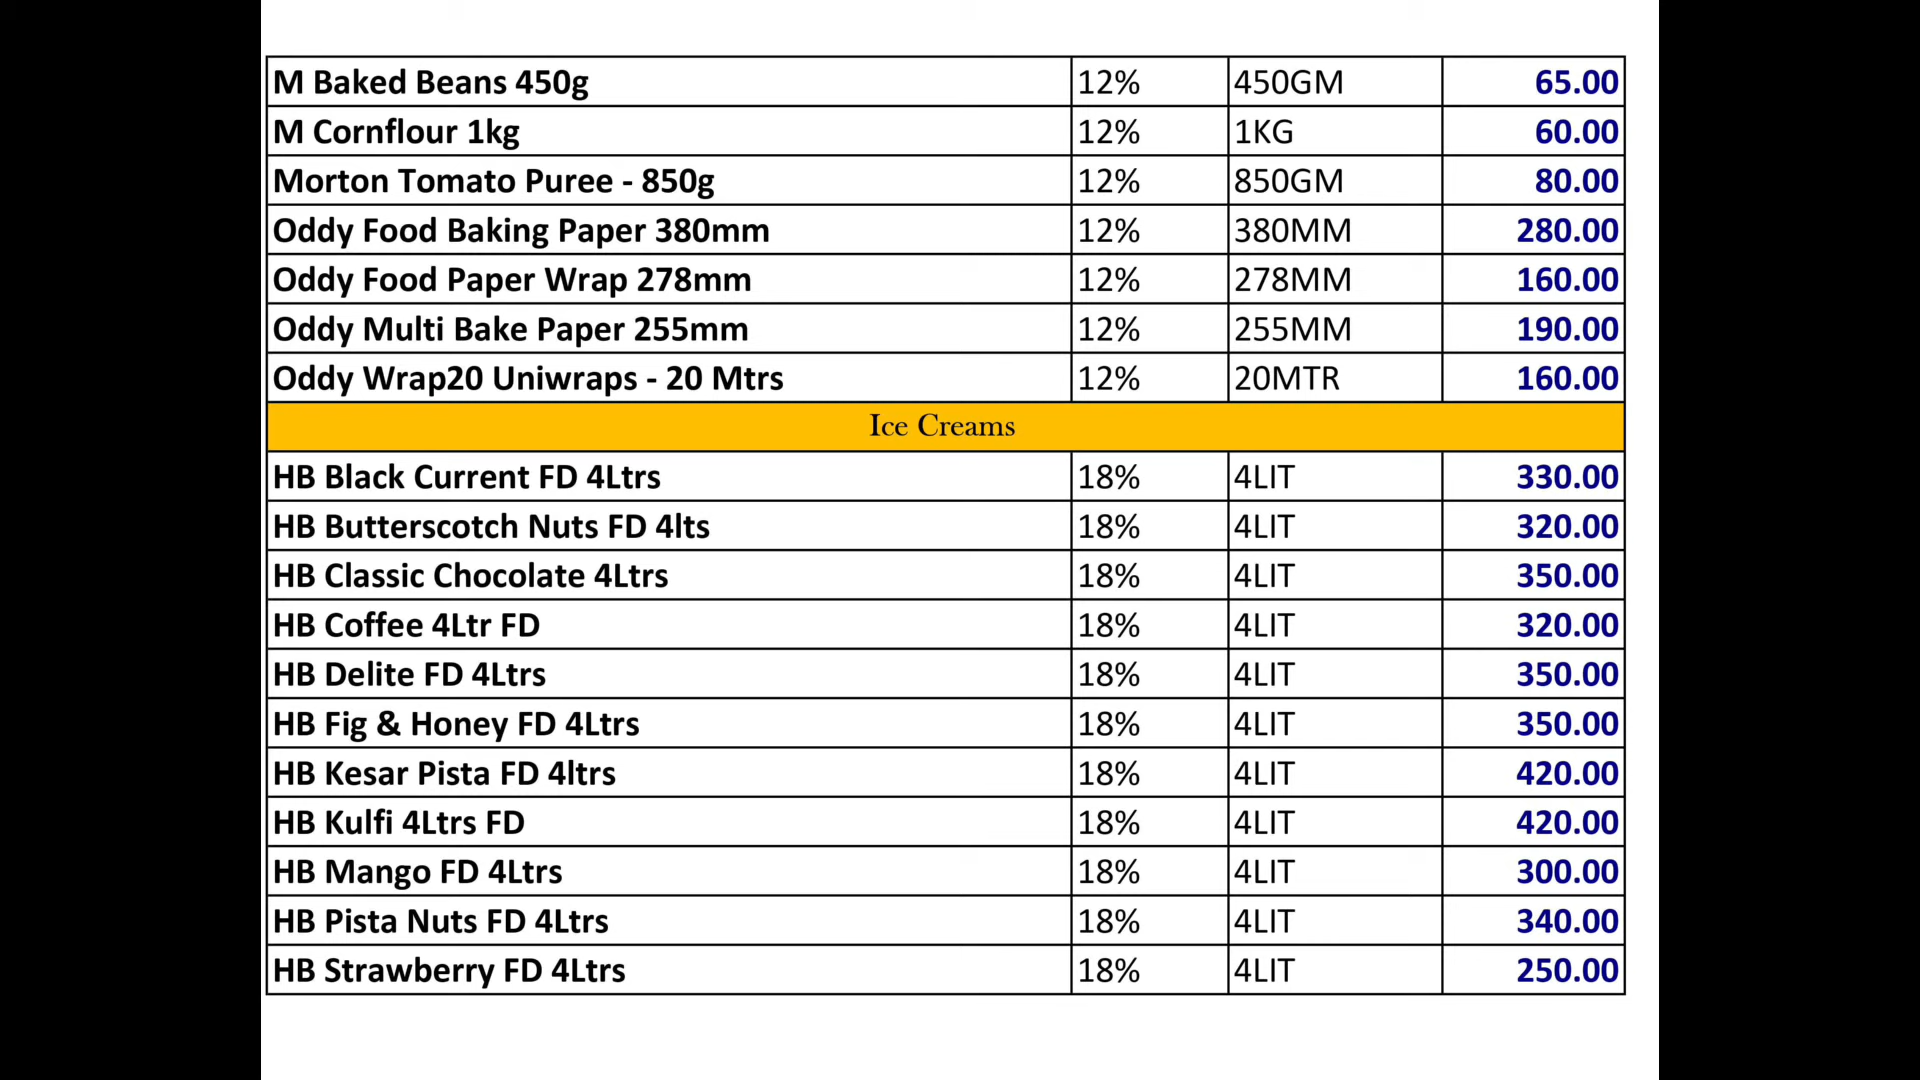 M Baked Beans 450g 12% 450GM 65.00
M Cornflour 1kg 12% 1KG 60.00
Morton Tomato Puree - 850g 12% 850GM 80.00
Oddy Food Baking Paper 380mm 12% 380MM 280.00
Oddy Food Paper Wrap 278mm 12% 278MM 160.00
Oddy Multi Bake Paper 255mm 12% 255MM 190.00
Oddy Wrap20 Uniwraps - 20 Mtrs 12% 20MTR 160.00
Ice Creams
HB Black Current FD 4Ltrs 18% 4LIT 330.00
HB Butterscotch Nuts FD 4lts 18% 4LIT 320.00
HB Classic Chocolate 4Ltrs 18% 4LIT 350.00
HB Coffee 4Ltr FD 18% 4LIT 320.00
HB Delite FD 4Ltrs 18% 4LIT 350.00
HB Fig & Honey FD 4Ltrs 18% 4LIT 350.00
HB Kesar Pista FD 4ltrs 18% 4LIT 420.00
HB Kulfi 4Ltrs FD 18% 4LIT 420.00
HB Mango FD 4Ltrs 18% 4LIT 300.00
HB Pista Nuts FD 4Ltrs 18% 4LIT 340.00
HB Strawberry FD 4Ltrs 18% 4LIT 250.00